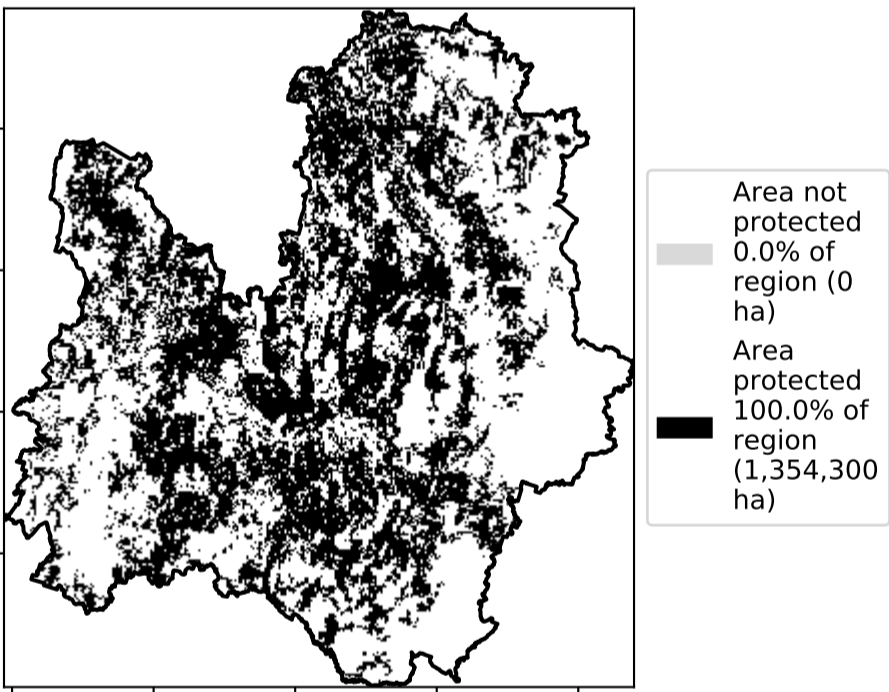 Area not
protected
0.0% of
region (0
ha)
Area
protected
100.0% of
region
(1,354,300
ha)